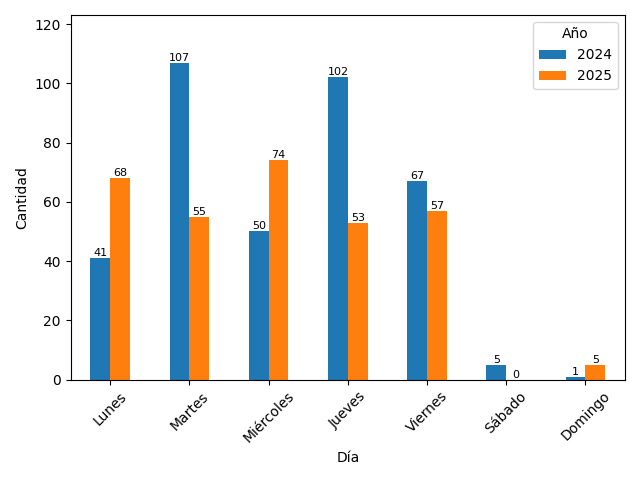 120
100
80
60
40
20
0
Cantidad
Año
2024
2025
41
68
107
55
50
74
102
53
67
57
5
0
1
5
Lunes
Martes
Miércoles
Jueves
Viernes
Sábado
Domingo
Día